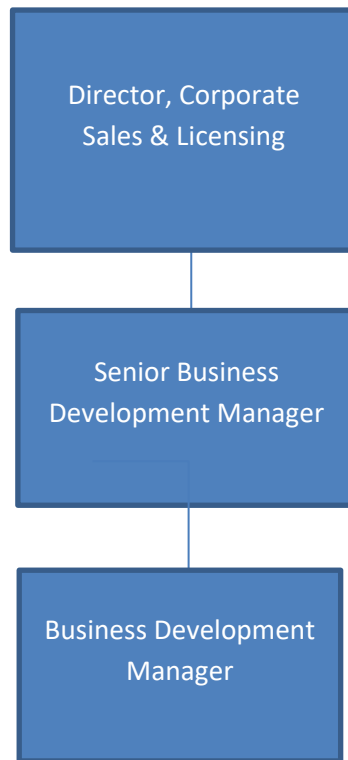 Director, Corporate
Sales & Licensing
Senior Business
Development Manager
Business Development
Manager